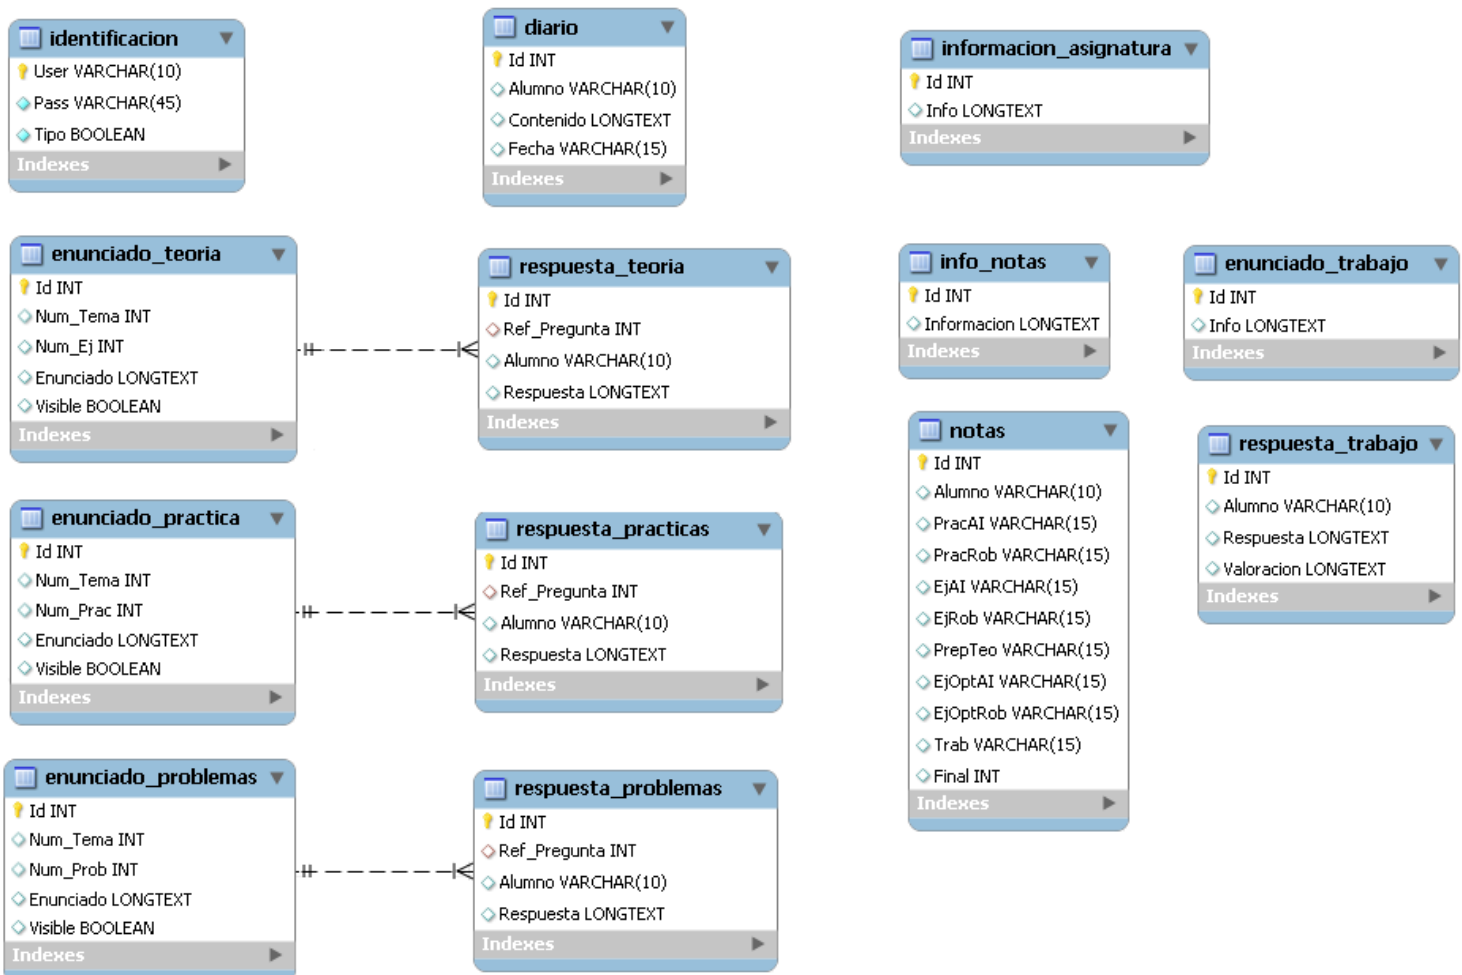 identificacion
User VARCHAR(10)
Pass VARCHAR(45)
Tipo BOOLEAN
Indexes
diario
Id INT
Alumno VARCHAR(10)
Contenido LONGTEXT
Fecha VARCHAR(15)
Indexes
informacion_asignatura
Id INT
Info LONGTEXT
Indexes
enunciado_teoria
Id INT
Num_Tema INT
Num_Ej INT
Enunciado LONGTEXT
Visible BOOLEAN
Indexes
respuesta_teoria
Id INT
Ref_Pregunta INT
Alumno VARCHAR(10)
Respuesta LONGTEXT
Indexes
info_notas
Id INT
Informacion LONGTEXT
Indexes
enunciado_trabajo
Id INT
Info LONGTEXT
Indexes
enunciado_practica
Id INT
Num_Tema INT
Num_Prac INT
Enunciado LONGTEXT
Visible BOOLEAN
Indexes
respuesta_practicas
Id INT
Ref_Pregunta INT
Alumno VARCHAR(10)
Respuesta LONGTEXT
Indexes
notas
Id INT
Alumno VARCHAR(10)
PracAI VARCHAR(15)
PracRob VARCHAR(15)
EjAI VARCHAR(15)
EjRob VARCHAR(15)
PrepTeo VARCHAR(15)
EjOptAI VARCHAR(15)
EjOptRob VARCHAR(15)
Trab VARCHAR(15)
Final INT
Indexes
respuesta_trabajo
Id INT
Alumno VARCHAR(10)
Respuesta LONGTEXT
Valoracion LONGTEXT
Indexes
enunciado_problemas
Id INT
Num_Tema INT
Num_Prob INT
Enunciado LONGTEXT
Visible BOOLEAN
Indexes
respuesta_problemas
Id INT
Ref_Pregunta INT
Alumno VARCHAR(10)
Respuesta LONGTEXT
Indexes